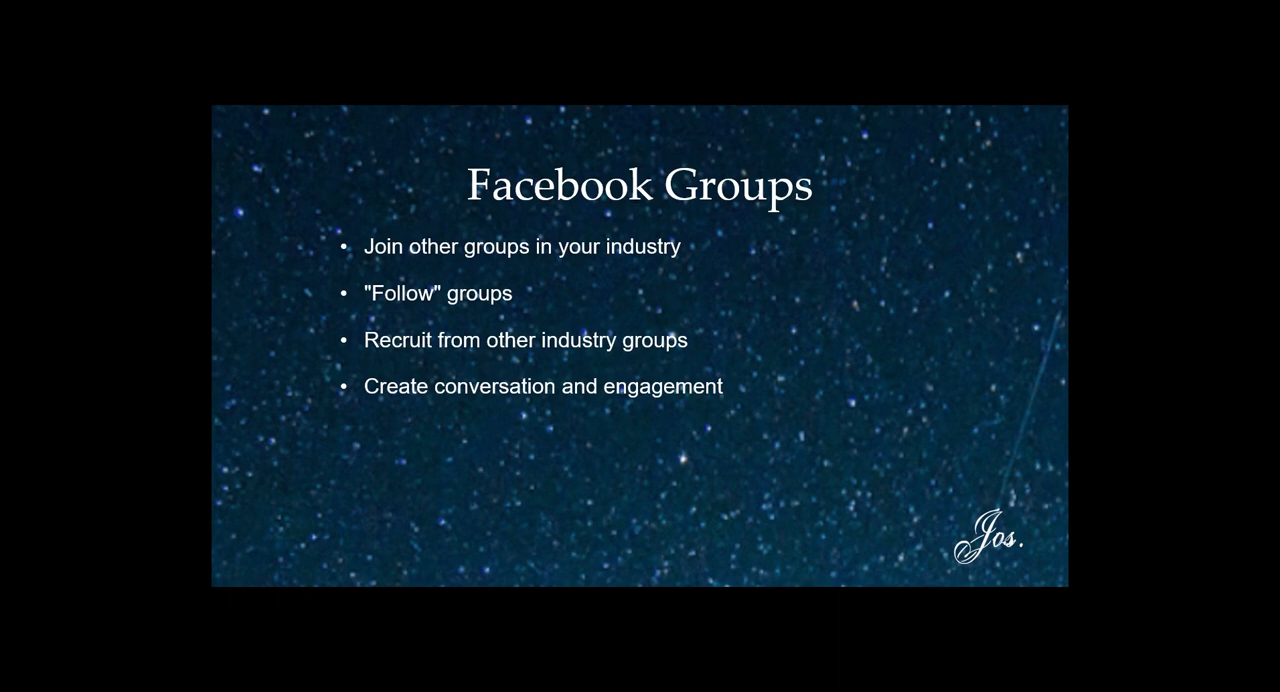 Facebook Groups
• Join other groups in your industry
• "Follow" groups
• Recruit from other industry groups
• Create conversation and engagement
Jos.